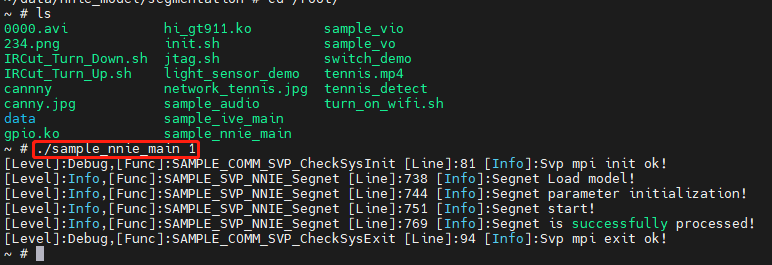 ~/data/nnie_model/segmentation # cd /root/
~ # ls
0000.avi hi_gt911.ko sample_vio
234.png init.sh sample_vo
IRCut_Turn_Down.sh jtag.sh switch_demo
IRCut_Turn_Up.sh light_sensor_demo tennis.mp4
cannny network_tennis.jpg tennis_detect
canny.jpg sample_audio turn_on_wifi.sh
data sample_ive_main
gpio.ko sample_nnie_main
~ # ./sample_nnie_main 1
[Level]:Debug,[Func]:SAMPLE_COMM_SVP_CheckSysInit [Line]:81 [Info]:Svp mpi init ok!
[Level]:Info,[Func]:SAMPLE_SVP_NNIE_Segnet [Line]:738 [Info]:Segnet Load model!
[Level]:Info,[Func]:SAMPLE_SVP_NNIE_Segnet [Line]:744 [Info]:Segnet parameter initialization!
[Level]:Info,[Func]:SAMPLE_SVP_NNIE_Segnet [Line]:751 [Info]:Segnet start!
[Level]:Info,[Func]:SAMPLE_SVP_NNIE_Segnet [Line]:769 [Info]:Segnet is successfully processed!
[Level]:Debug,[Func]:SAMPLE_COMM_SVP_CheckSysExit [Line]:94 [Info]:Svp mpi exit ok!
~ #